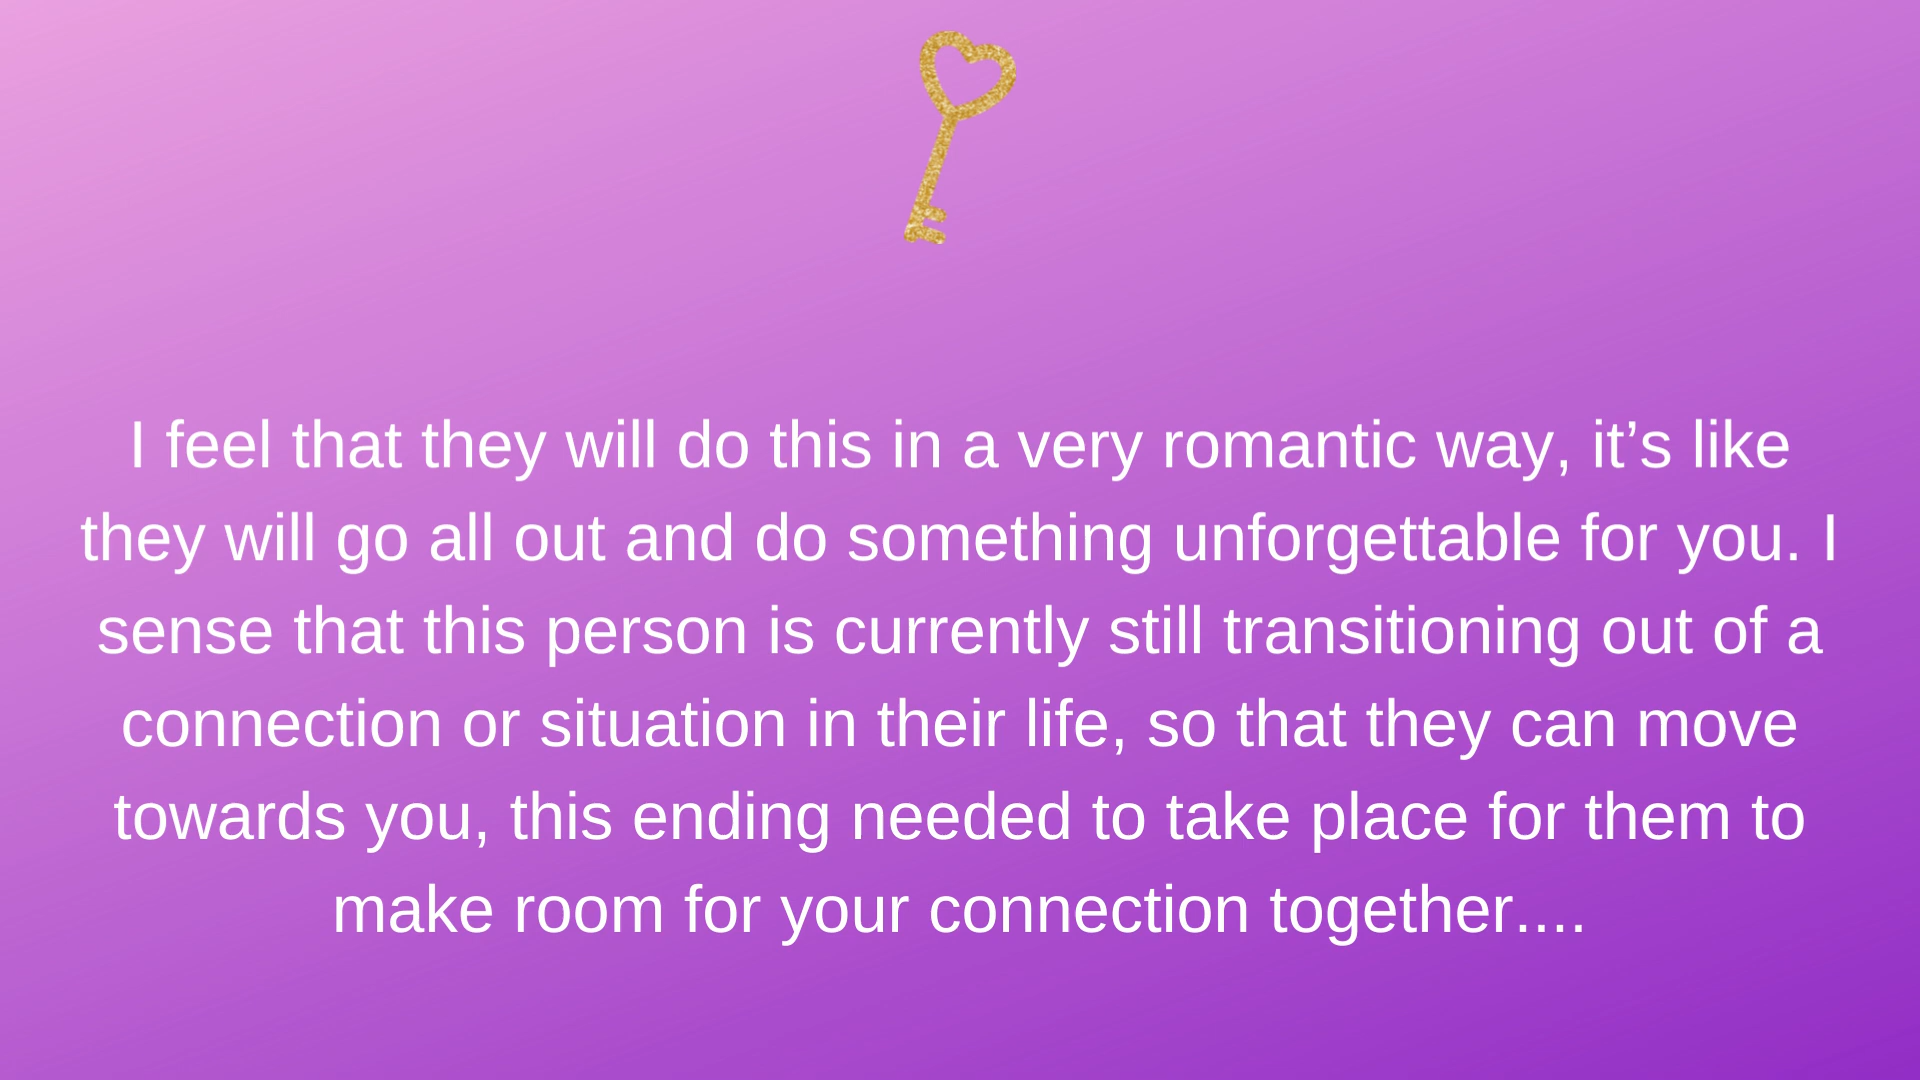 I feel that they will do this in a very romantic way, it’s like
they will go all out and do something unforgettable for you. I
sense that this person is currently still transitioning out of a
connection or situation in their life, so that they can move
towards you, this ending needed to take place for them to
make room for your connection together....